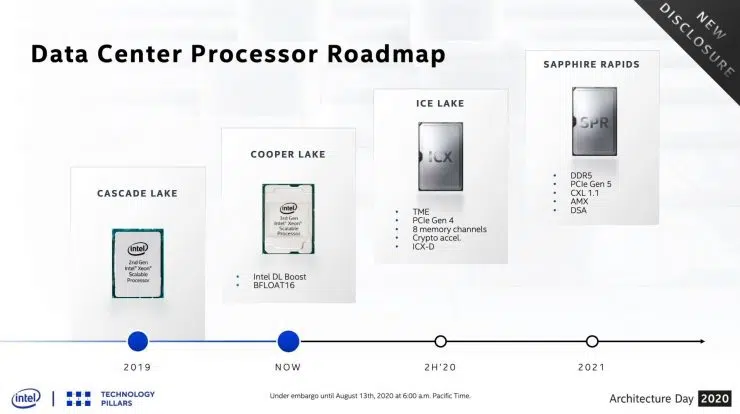 NEW
DISCLOSURE
Data Center Processor Roadmap
CASCADE LAKE
intel
2nd Gen
Intel® Xeon®
Scalable
Processor
COOPER LAKE
intel
3rd Gen
Intel® Xeon®
Scalable
Processor
• Intel DL Boost
• BFLOAT16
ICE LAKE
ICX
• TME
• PCIe Gen 4
• 8 memory channels
• Crypto accel.
• ICX-D
SAPPHIRE RAPIDS
SPR
• DDR5
• PCIe Gen 5
• CXL 1.1
• AMX
• DSA
2019
NOW
2H'20
2021
intel
TECHNOLOGY
PILLARS
Under embargo until August 13th, 2020 at 6:00 a.m. Pacific Time.
Architecture Day 2020